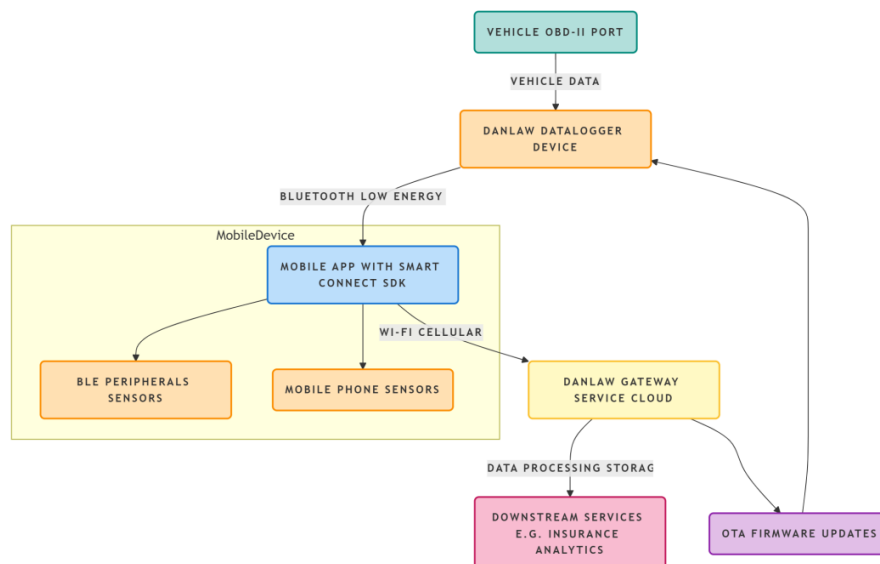 VEHICLE OBD-II PORT
VEHICLE DATA
DANLAW DATALOGGER
DEVICE
BLUETOOTH LOW ENERGY
MobileDevice
MOBILE APP WITH SMART
CONNECT SDK
WI-FI CELLULAR
BLE PERIPHERALS
SENSORS
MOBILE PHONE SENSORS
DANLAW GATEWAY
SERVICE CLOUD
DATA PROCESSING STORAG
DOWNSTREAM SERVICES
E.G. INSURANCE
ANALYTICS
OTA FIRMWARE UPDATES